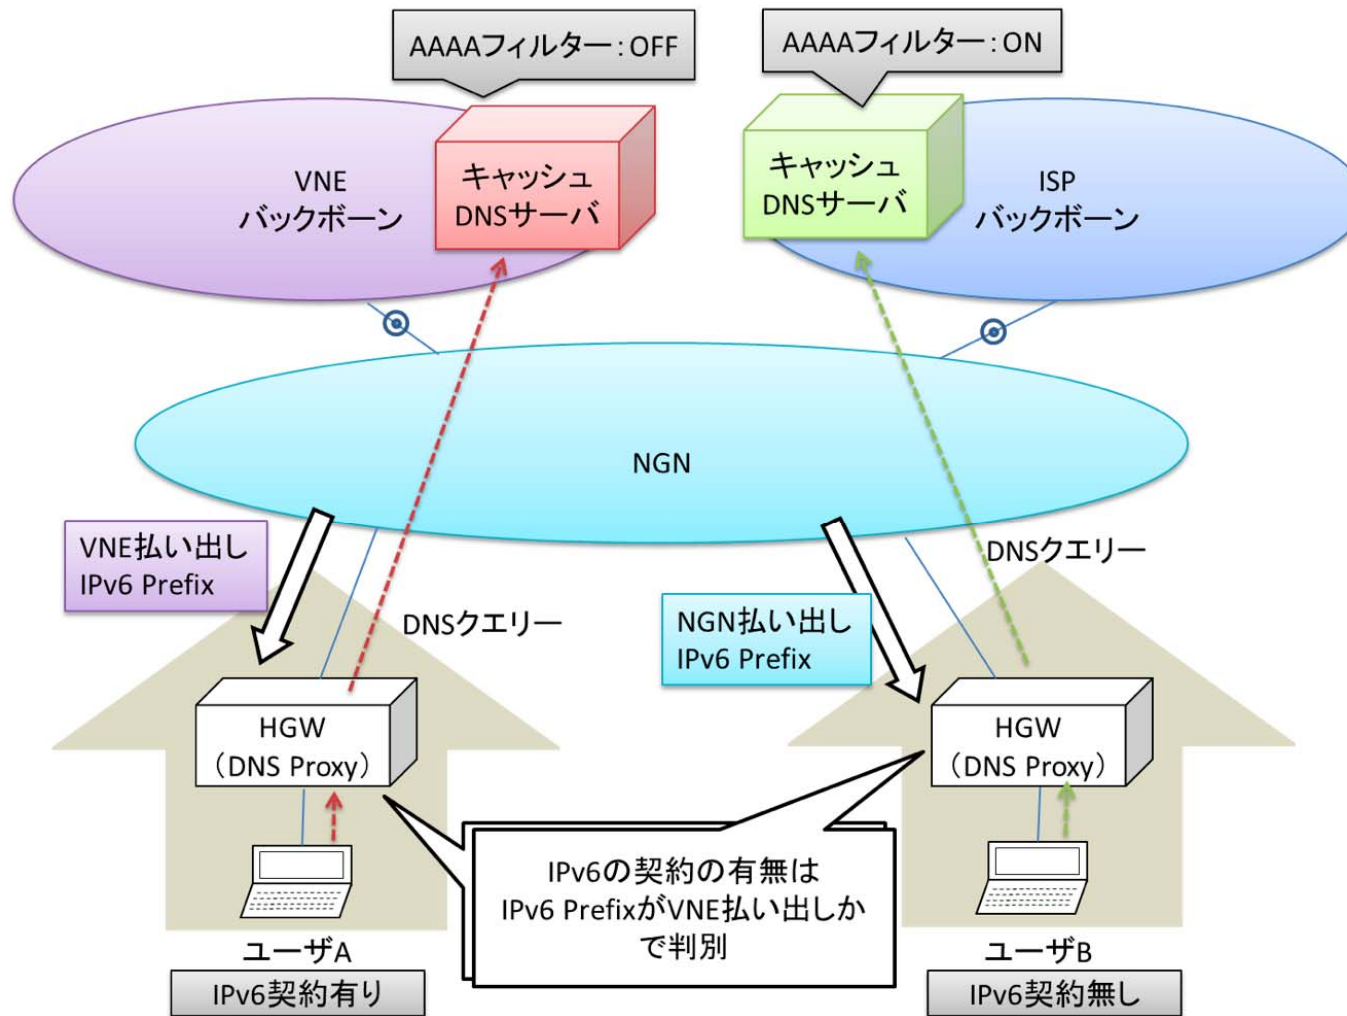 AAAAフィルター：OFF
AAAAフィルター：ON
VNE
バックボーン
キャッシュ
DNSサーバ
キャッシュ
DNSサーバ
ISP
バックボーン
NGN
VNE払い出し
IPv6 Prefix
DNSクエリー
NGN払い出し
IPv6 Prefix
DNSクエリー
HGW
（DNS Proxy）
HGW
（DNS Proxy）
IPv6の契約の有無は
IPv6 PrefixがVNE払い出しか
で判別
ユーザA
IPv6契約有り
ユーザB
IPv6契約無し